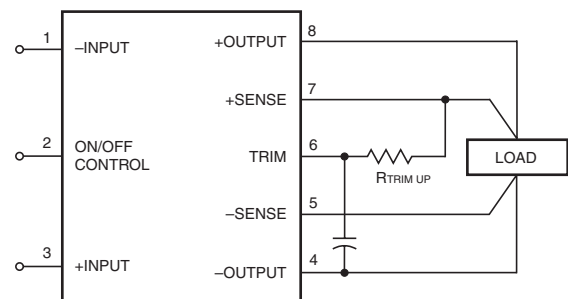 1
–INPUT
2
ON/OFF
CONTROL
3
+INPUT
+OUTPUT
8
+SENSE
7
TRIM
6
RTRIM UP
–SENSE
5
–OUTPUT
4
LOAD